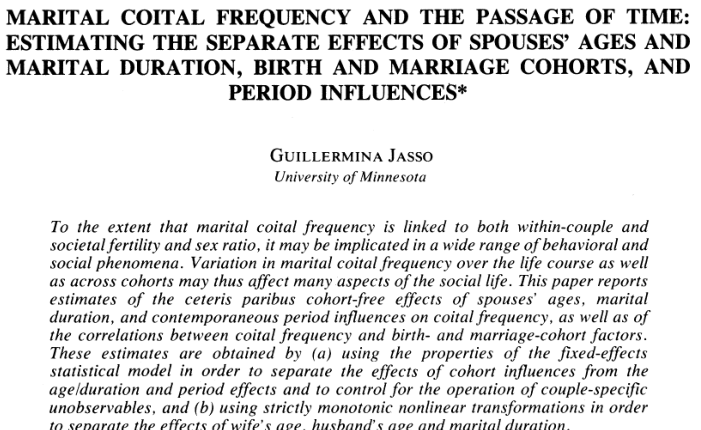 MARITAL COITAL FREQUENCY AND THE PASSAGE OF TIME:
ESTIMATING THE SEPARATE EFFECTS OF SPOUSES' AGES AND
MARITAL DURATION, BIRTH AND MARRIAGE COHORTS, AND
PERIOD INFLUENCES*
GUILLERMINA JASSO
University of Minnesota
To the extent that marital coital frequency is linked to both within-couple and
societal fertility and sex ratio, it may be implicated in a wide range of behavioral and
social phenomena. Variation in marital coital frequency over the life course as well
as across cohorts may thus affect many aspects of the social life. This paper reports
estimates of the ceteris paribus cohort-free effects of spouses' ages, marital
duration, and contemporaneous period influences on coital frequency, as well as of
the correlations between coital frequency and birth- and marriage-cohort factors.
These estimates are obtained by (a) using the properties of the fixed-effects
statistical model in order to separate the effects of cohort influences from the
age/duration and period effects and to control for the operation of couple-specific
unobservables, and (b) using strictly monotonic nonlinear transformations in order
to separate the effects of wife's age, husband's age and marital duration.